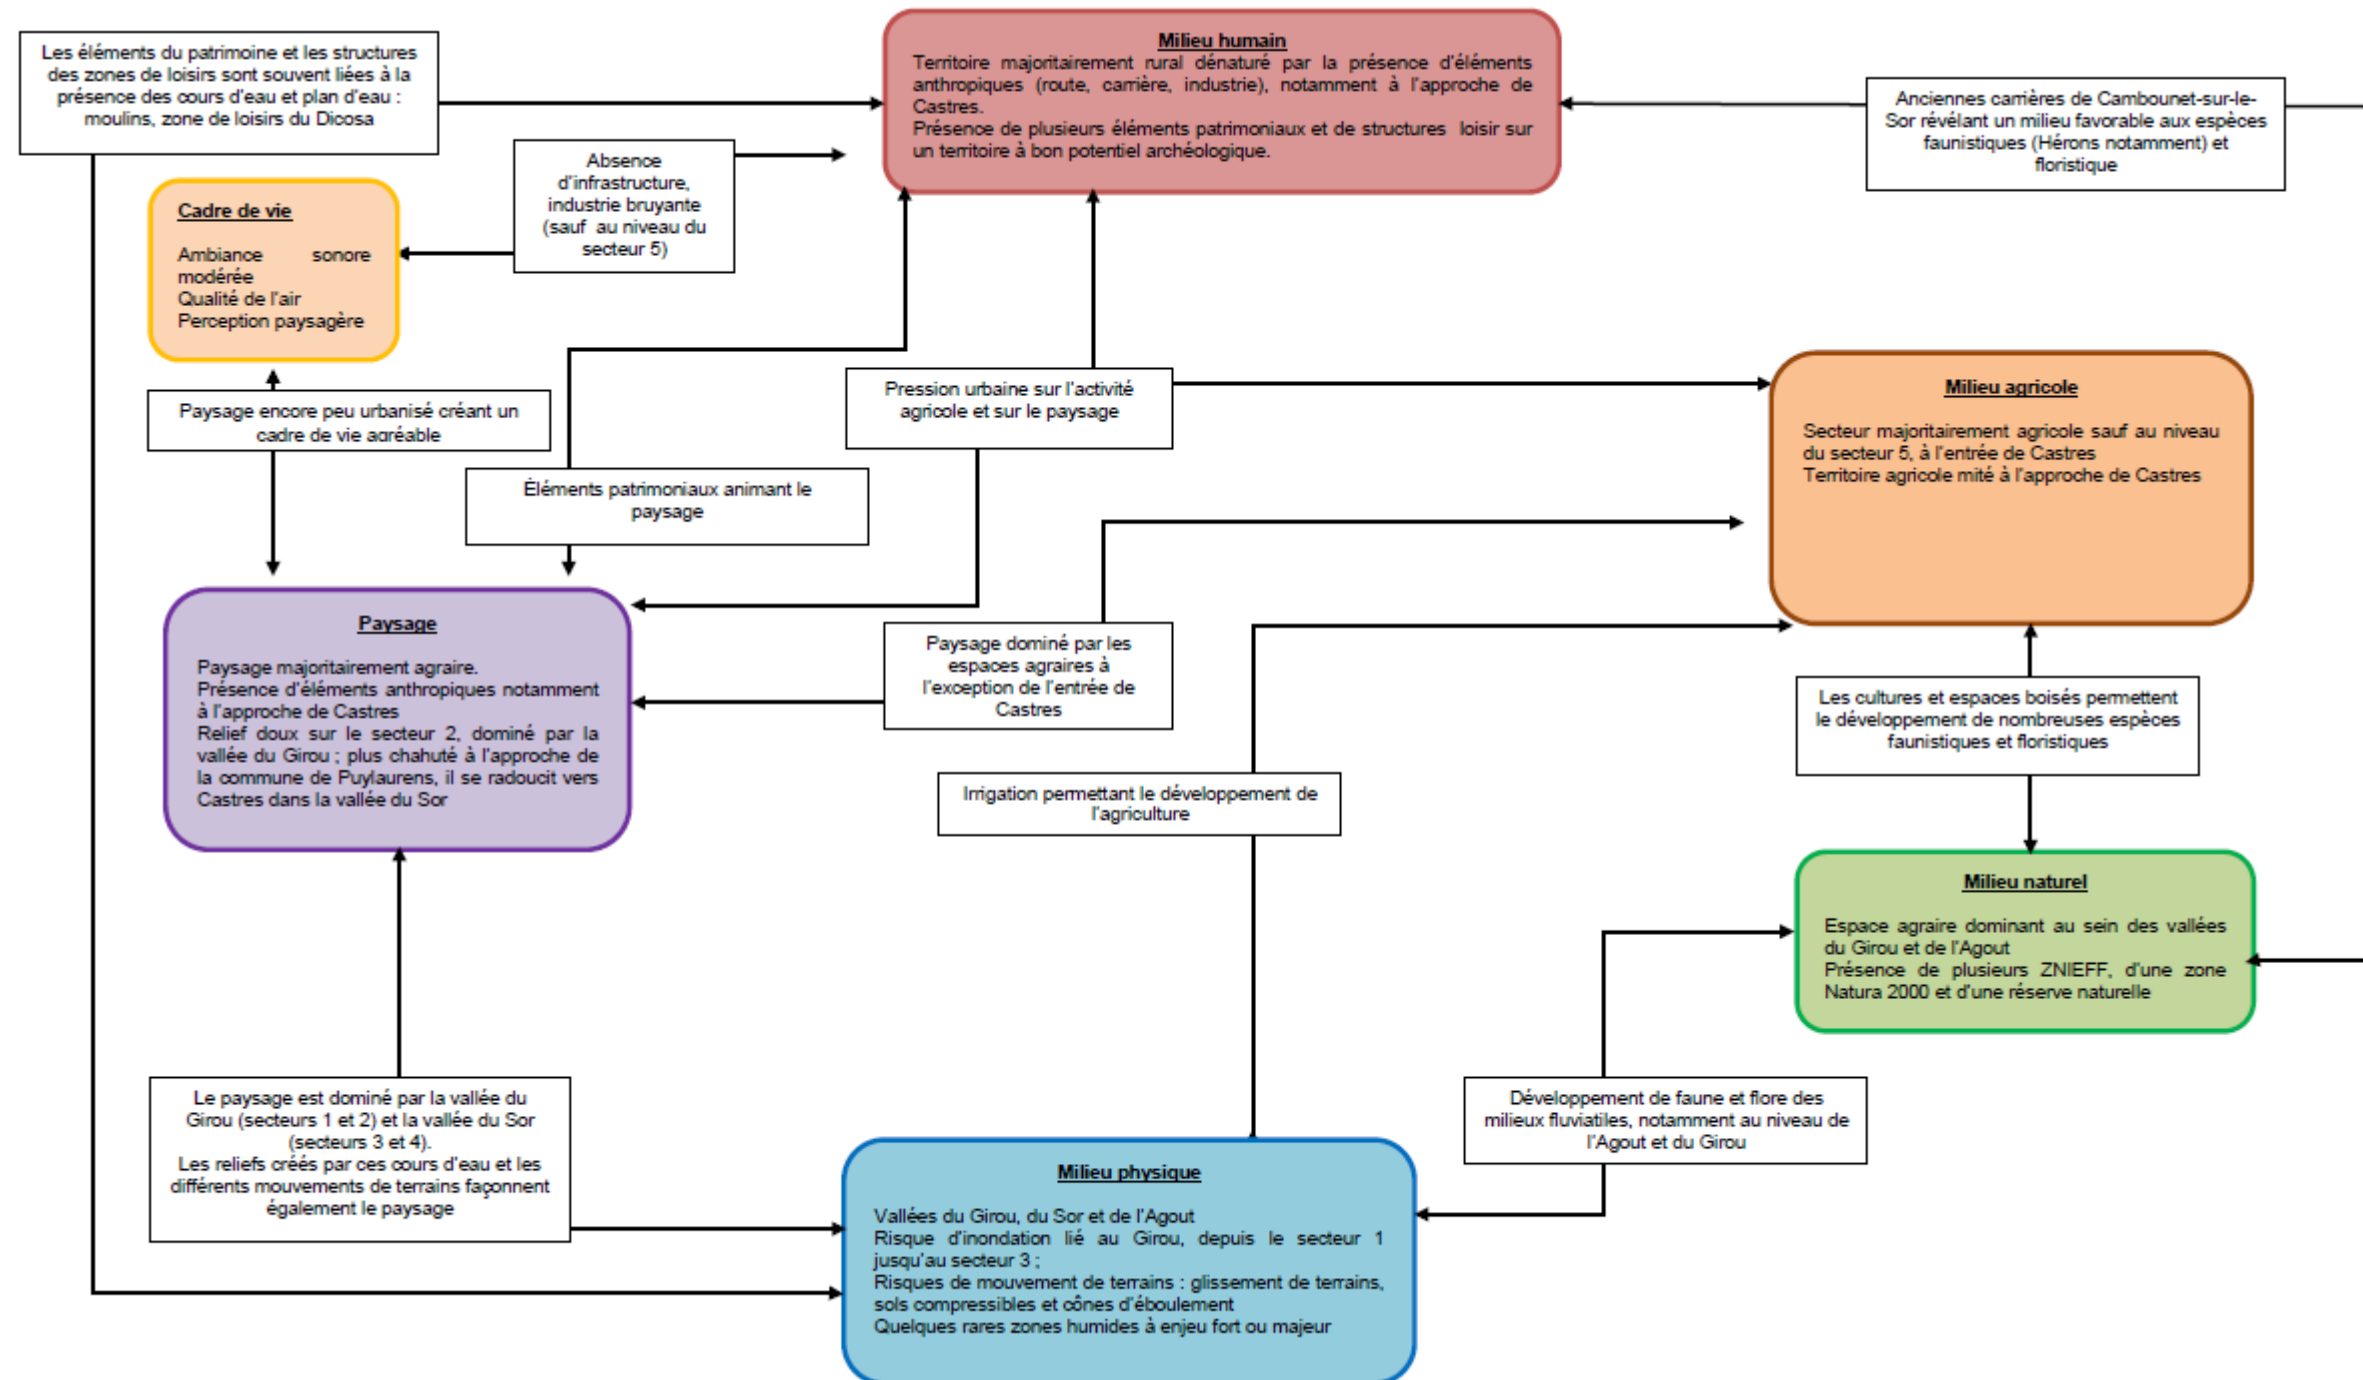 Les éléments du patrimoine et les structures
des zones de loisirs sont souvent liées à la
présence des cours d'eau et plan d'eau :
moulins, zone de loisirs du Dicosa
Milieu humain
Territoire majoritairement rural dénaturé par la présence d'éléments
anthropiques (route, carrière, industrie), notamment à l'approche de
Castres.
Présence de plusieurs éléments patrimoniaux et de structures loisir sur
un territoire à bon potentiel archéologique.
Anciennes carrières de Cambounet-sur-le-
Sor révélant un milieu favorable aux espèces
faunistiques (Hérons notamment) et
floristique
Absence
d'infrastructure,
industrie bruyante
(sauf au niveau du
secteur 5)
Cadre de vie
Ambiance sonore
modérée
Qualité de l'air
Perception paysagère
Paysage encore peu urbanisé créant un
cadre de vie agréable
Pression urbaine sur l'activité
agricole et sur le paysage
Milieu agricole
Secteur majoritairement agricole sauf au niveau
du secteur 5, à l'entrée de Castres
Territoire agricole mité à l'approche de Castres
Éléments patrimoniaux animant le
paysage
Paysage
Paysage majoritairement agraire.
Présence d'éléments anthropiques notamment
à l'approche de Castres
Relief doux sur le secteur 2, dominé par la
vallée du Girou ; plus chahuté à l'approche de
la commune de Puylaurens, il se radoucit vers
Castres dans la vallée du Sor
Paysage dominé par les
espaces agraires à
l'exception de l'entrée de
Castres
Les cultures et espaces boisés permettent
le développement de nombreuses espèces
faunistiques et floristiques
Irrigation permettant le développement de
l'agriculture
Milieu naturel
Espace agraire dominant au sein des vallées
du Girou et de l'Agout
Présence de plusieurs ZNIEFF, d'une zone
Natura 2000 et d'une réserve naturelle
Le paysage est dominé par la vallée du
Girou (secteurs 1 et 2) et la vallée du Sor
(secteurs 3 et 4).
Les reliefs créés par ces cours d'eau et les
différents mouvements de terrains façonnent
également le paysage
Développement de faune et flore des
milieux fluviatiles, notamment au niveau de
l'Agout et du Girou
Milieu physique
Vallées du Girou, du Sor et de l'Agout
Risque d'inondation lié au Girou, depuis le secteur 1
jusqu'au secteur 3 ;
Risques de mouvement de terrains : glissement de terrains,
sols compressibles et cônes d'éboulement
Quelques rares zones humides à enjeu fort ou majeur